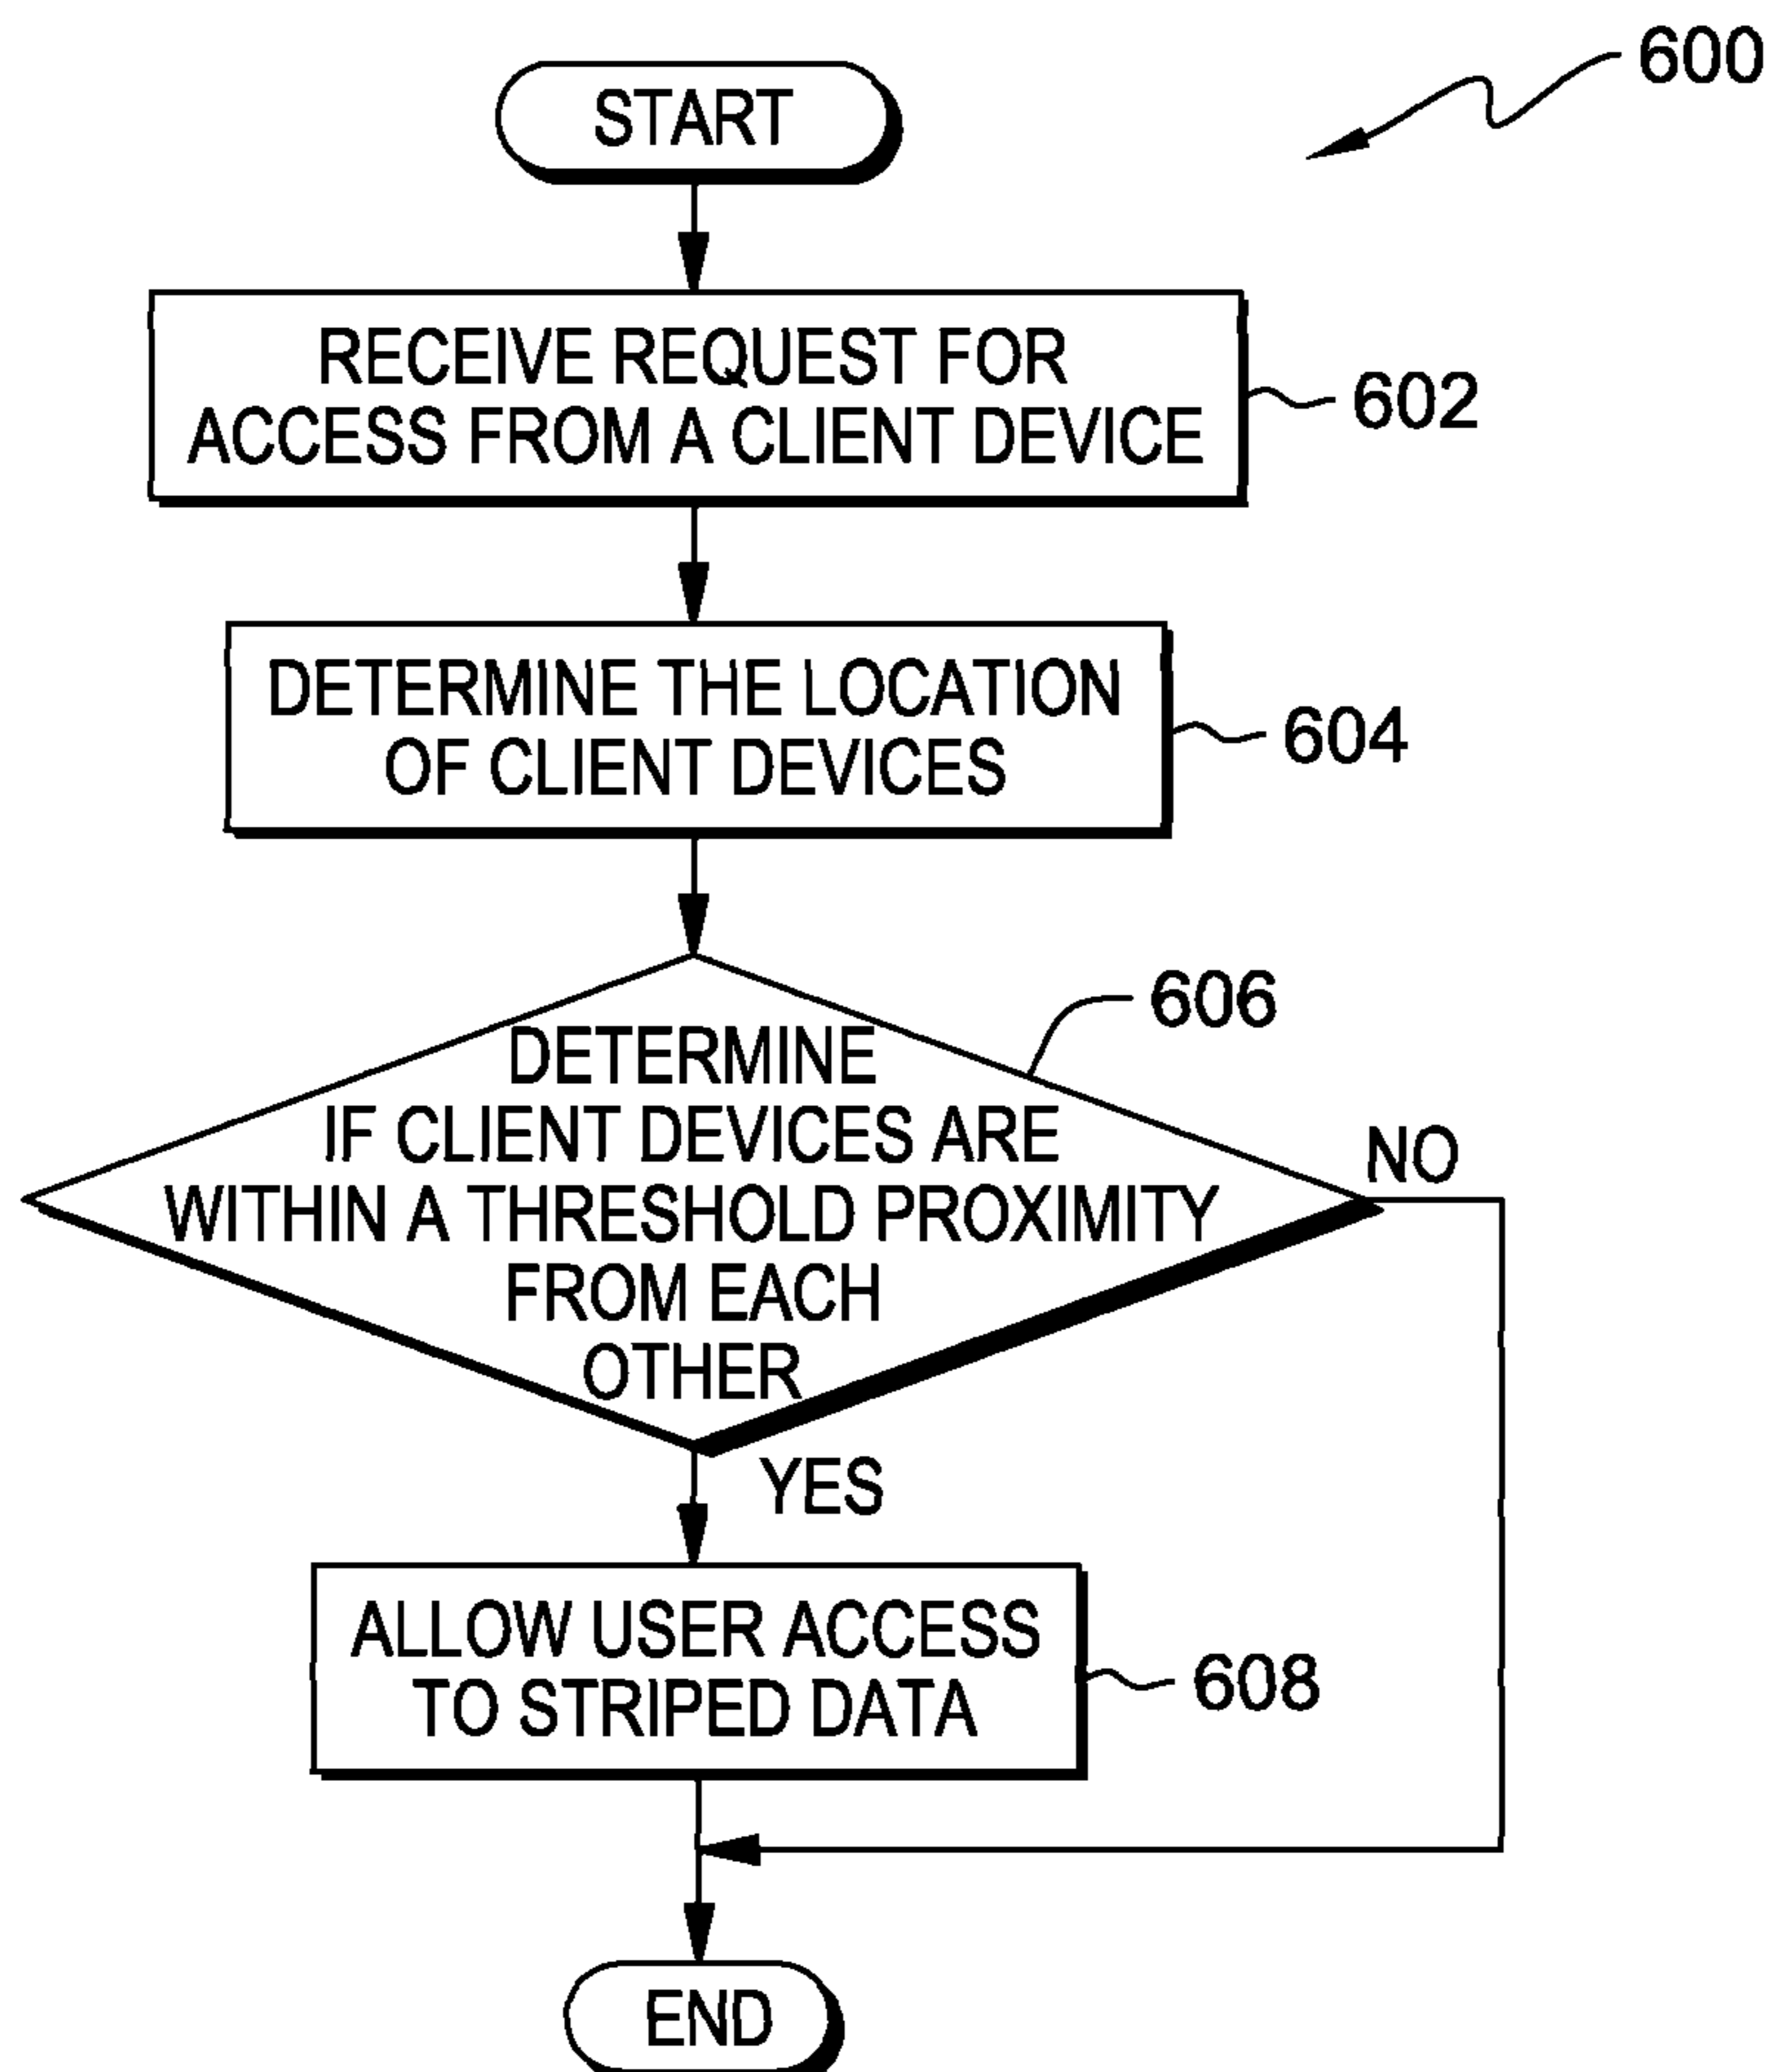 600
START
RECEIVE REQUEST FOR
ACCESS FROM A CLIENT DEVICE
602
DETERMINE THE LOCATION
OF CLIENT DEVICES
604
606
DETERMINE
IF CLIENT DEVICES ARE
WITHIN A THRESHOLD PROXIMITY
FROM EACH
OTHER
NO
YES
ALLOW USER ACCESS
TO STRIPED DATA
608
END